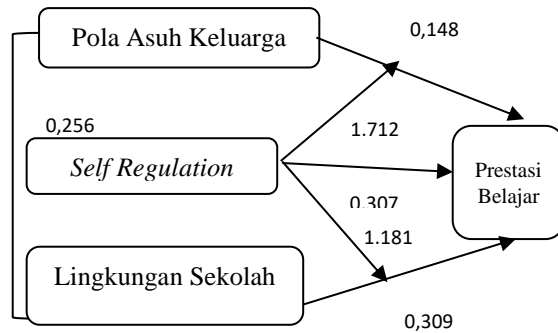 Pola Asuh Keluarga
0,148
0,256
1.712
Self Regulation
Prestasi
Belajar
0.307
1.181
Lingkungan Sekolah
0,309